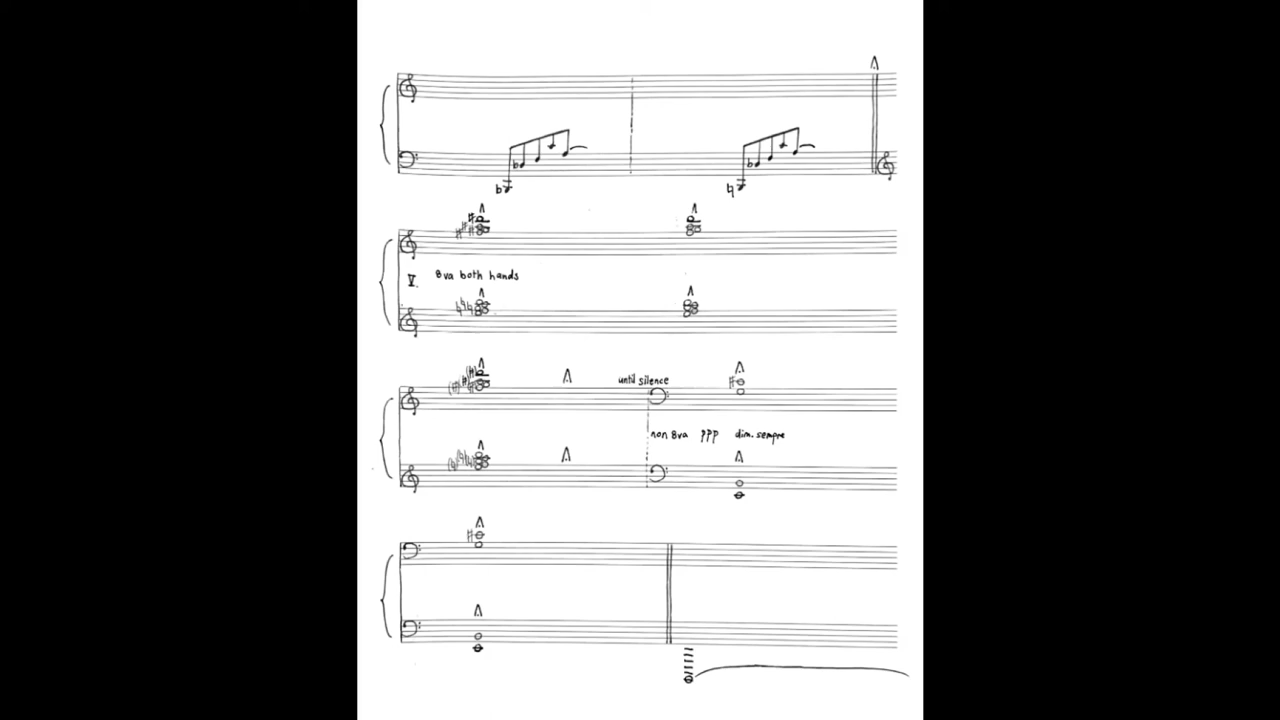 V. 8va both hands
until silence
non 8va ppp dim. sempre